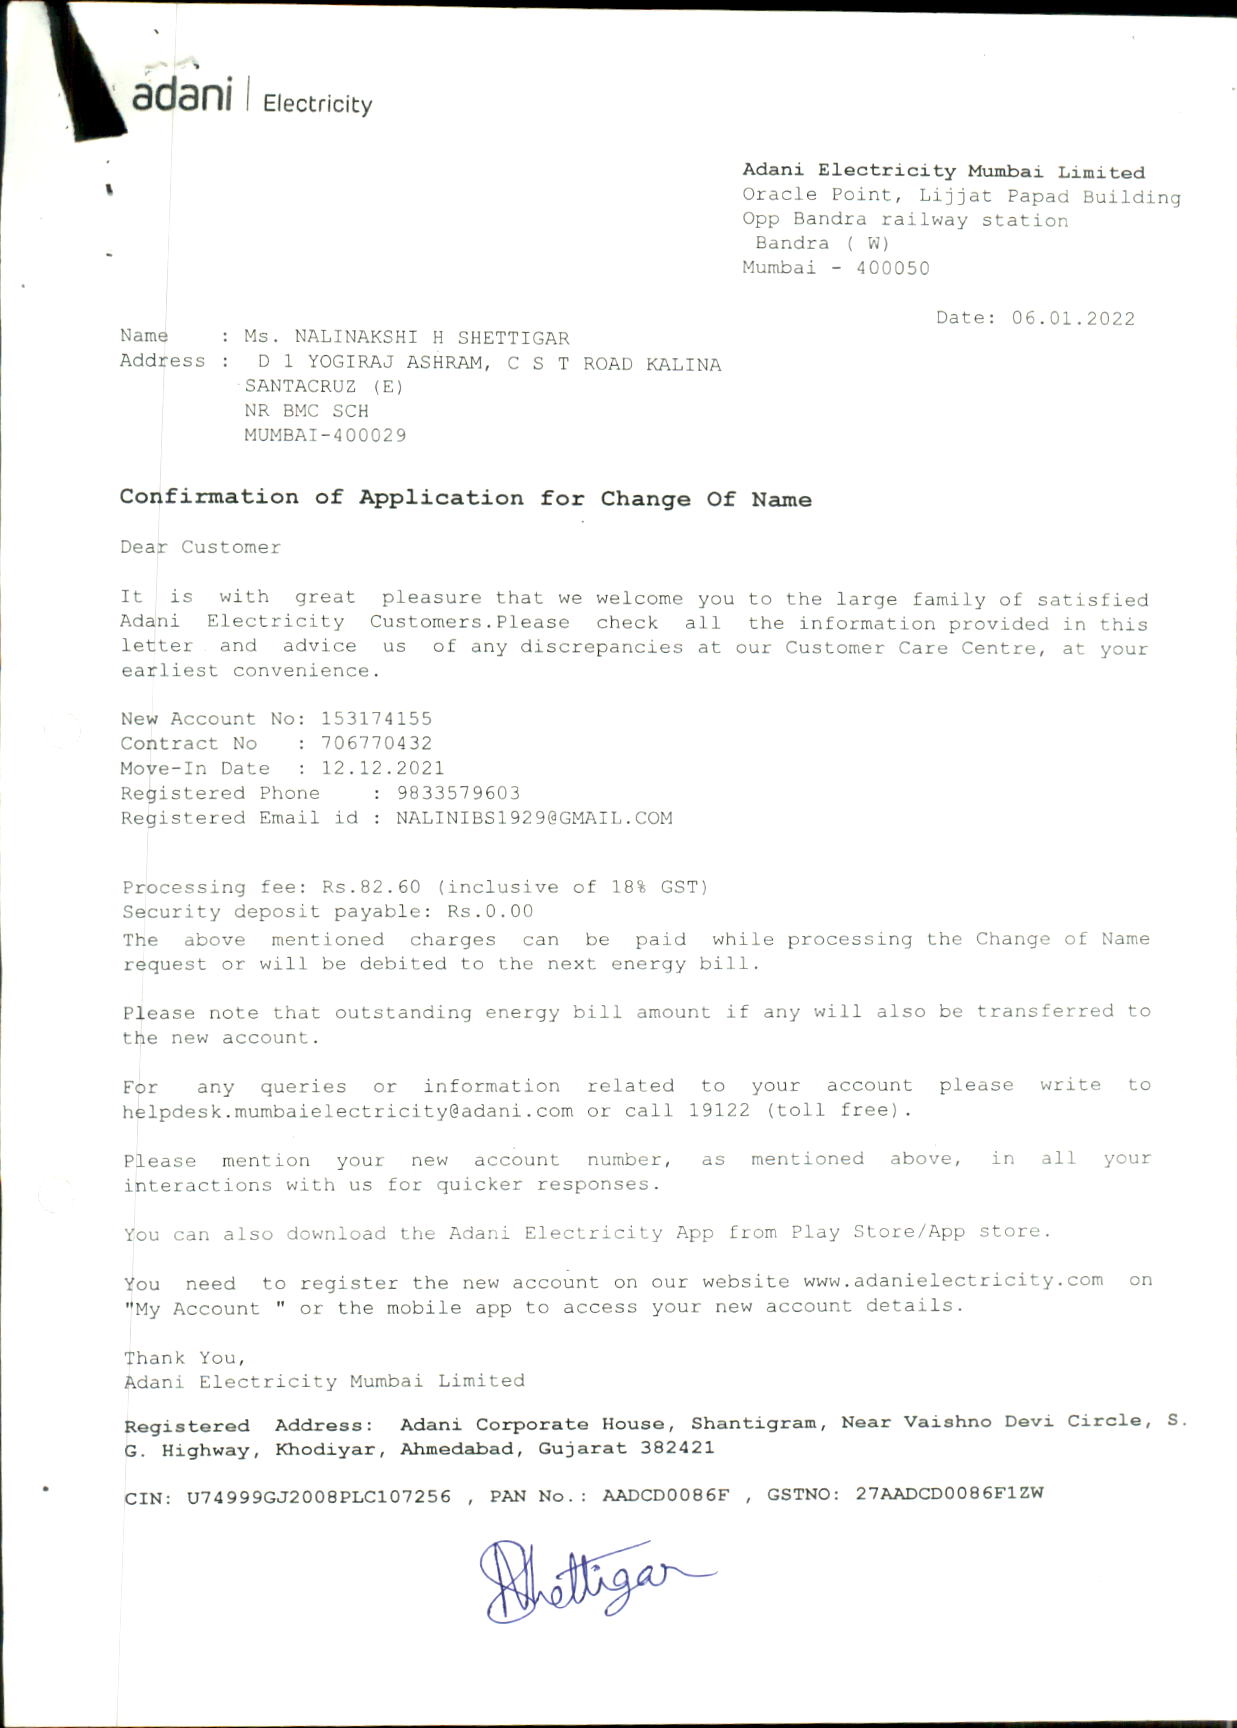 adani | Electricity
Adani Electricity Mumbai Limited
Oracle Point, Lijjat Papad Building
Opp Bandra railway station
Bandra ( W)
Mumbai - 400050
Date: 06.01.2022
Name : Ms. NALINAKSHI H SHETTIGAR
Address : D 1 YOGIRAJ ASHRAM, C S T ROAD KALINA
SANTACRUZ (E)
NR BMC SCH
MUMBAI-400029
Confirmation of Application for Change Of Name
Dear Customer
It is with great pleasure that we welcome you to the large family of satisfied
Adani Electricity Customers.Please check all the information provided in this
letter and advice us of any discrepancies at our Customer Care Centre, at your
earliest convenience.
New Account No: 153174155
Contract No : 706770432
Move-In Date : 12.12.2021
Registered Phone : 9833579603
Registered Email id : NALINIBS1929@GMAIL.COM
Processing fee: Rs.82.60 (inclusive of 18% GST)
Security deposit payable: Rs.0.00
The above mentioned charges can be paid while processing the Change of Name
request or will be debited to the next energy bill.
Please note that outstanding energy bill amount if any will also be transferred to
the new account.
For any queries or information related to your account please write to
helpdesk.mumbaielectricity@adani.com or call 19122 (toll free).
Please mention your new account number, as mentioned above, in all your
interactions with us for quicker responses.
You can also download the Adani Electricity App from Play Store/App store.
You need to register the new account on our website www.adanielectricity.com on
"My Account " or the mobile app to access your new account details.
Thank You,
Adani Electricity Mumbai Limited
Registered Address: Adani Corporate House, Shantigram, Near Vaishno Devi Circle, S.
G. Highway, Khodiyar, Ahmedabad, Gujarat 382421
CIN: U74999GJ2008PLC107256 , PAN No.: AADCD0086F , GSTNO: 27AADCD0086F1ZW
NShettigar